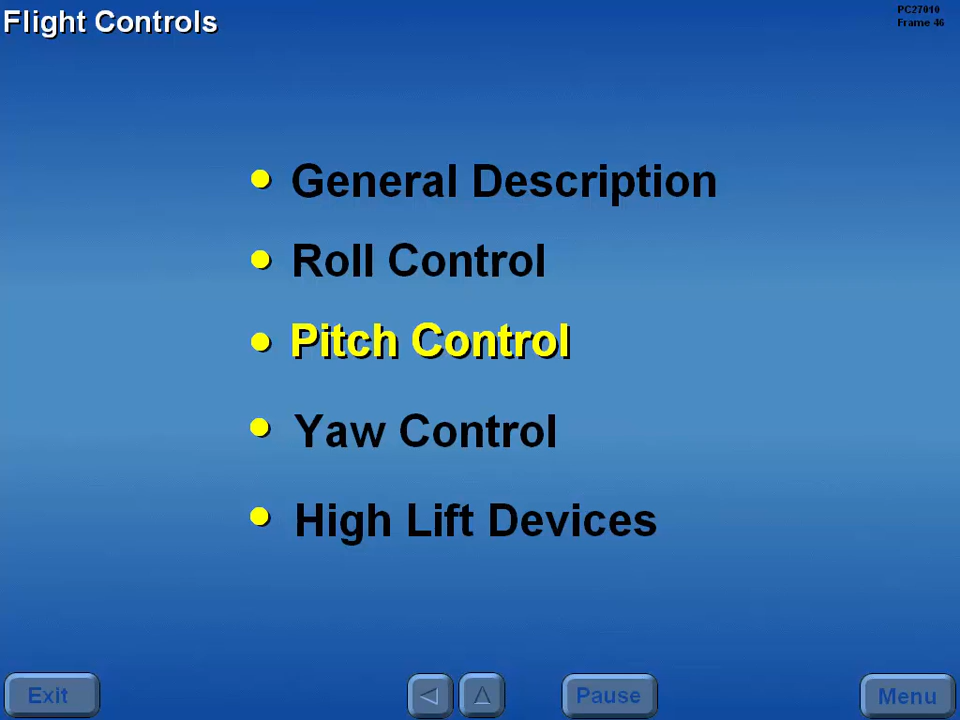 Flight Controls
PC27010
Frame 46
General Description
Roll Control
Pitch Control
Yaw Control
High Lift Devices
Exit
Pause
Menu